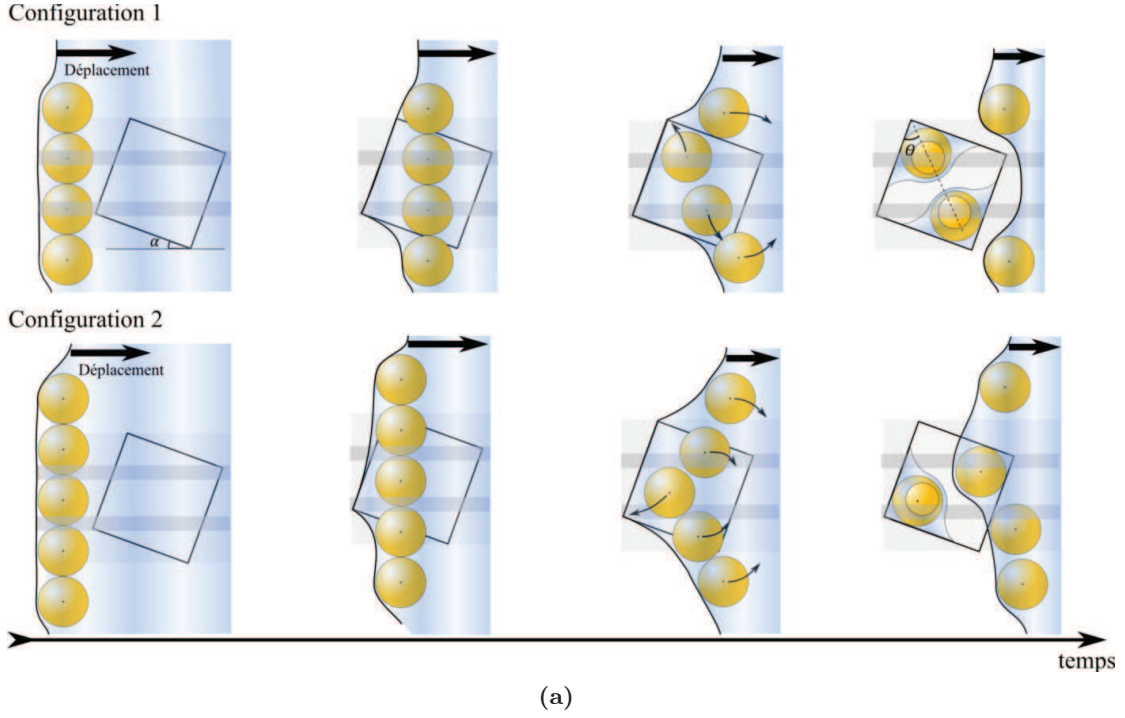 Configuration 1
Déplacement
α
θ
Configuration 2
Déplacement
temps
(a)